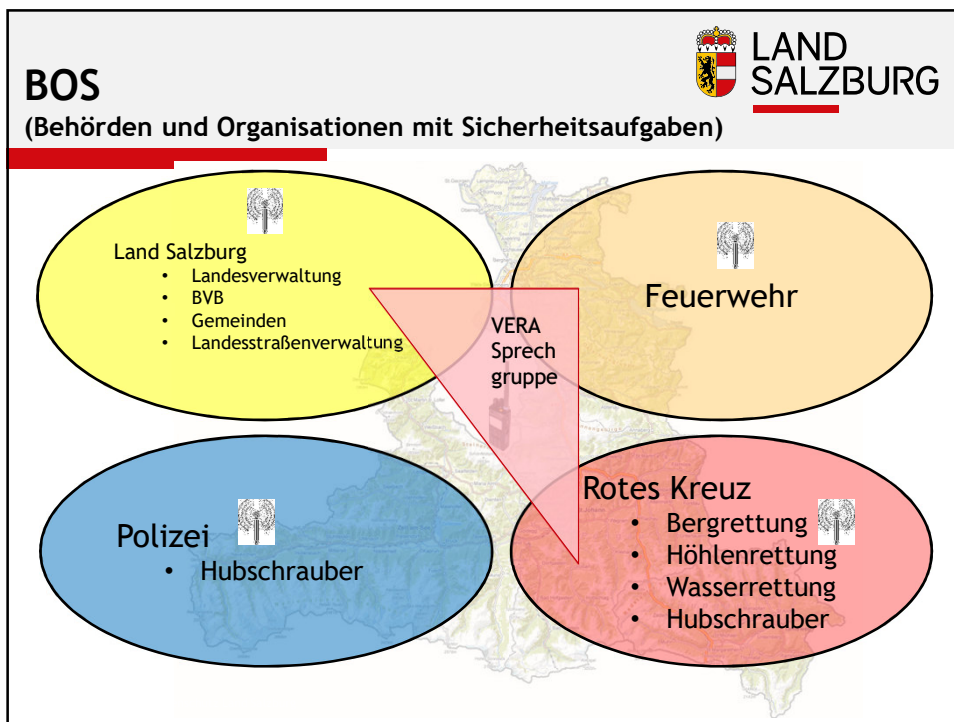 LAND
SALZBURG
BOS
(Behörden und Organisationen mit Sicherheitsaufgaben)
Land Salzburg
• Landesverwaltung
• BVB
• Gemeinden
• Landesstraßenverwaltung
Feuerwehr
VERA
Sprech
gruppe
Polizei
• Hubschrauber
Rotes Kreuz
• Bergrettung
• Höhlenrettung
• Wasserrettung
• Hubschrauber